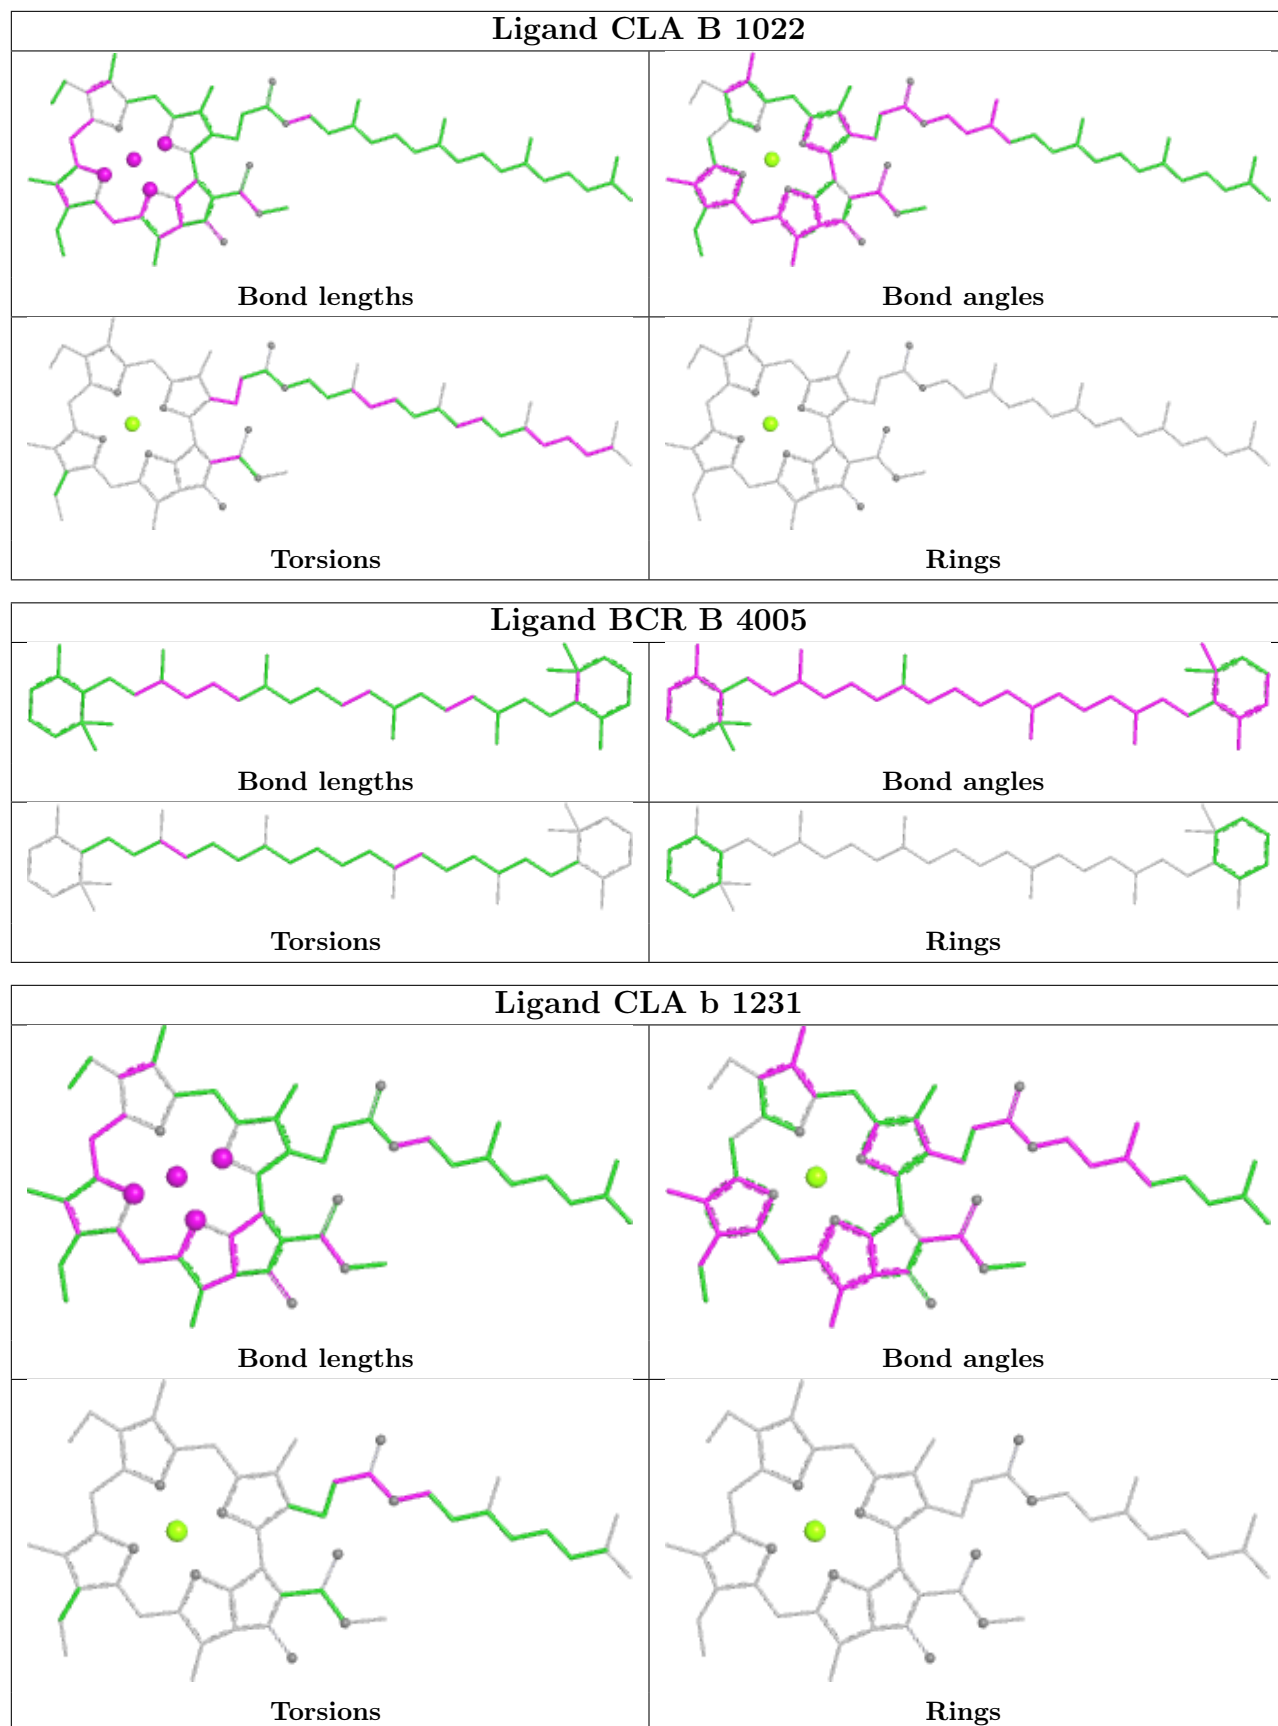 Ligand CLA B 1022
Bond lengths
Bond angles
Torsions
Rings
Ligand BCR B 4005
Bond lengths
Bond angles
Torsions
Rings
Ligand CLA b 1231
Bond lengths
Bond angles
Torsions
Rings